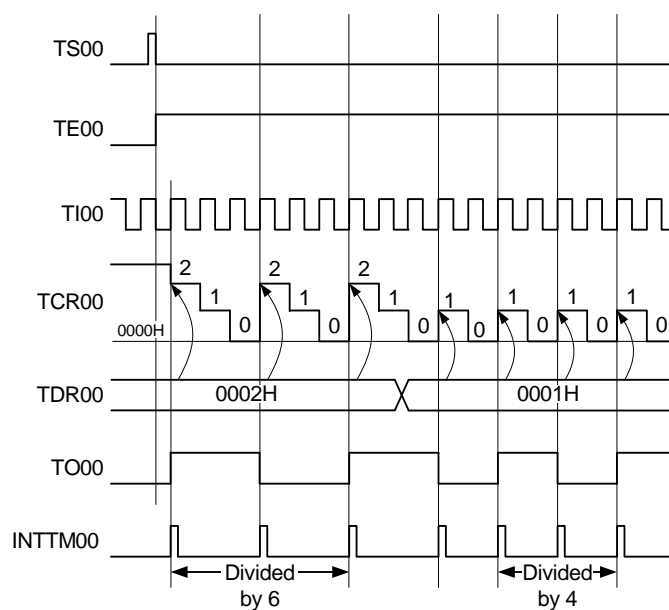 TS00
TE00
TI00
TCR00
2
1
0
2
1
0
2
1
0
1
0
1
0
1
0
1
0
0000H
TDR00
0002H
0001H
TO00
INTTM00
Divided
by 6
Divided
by 4